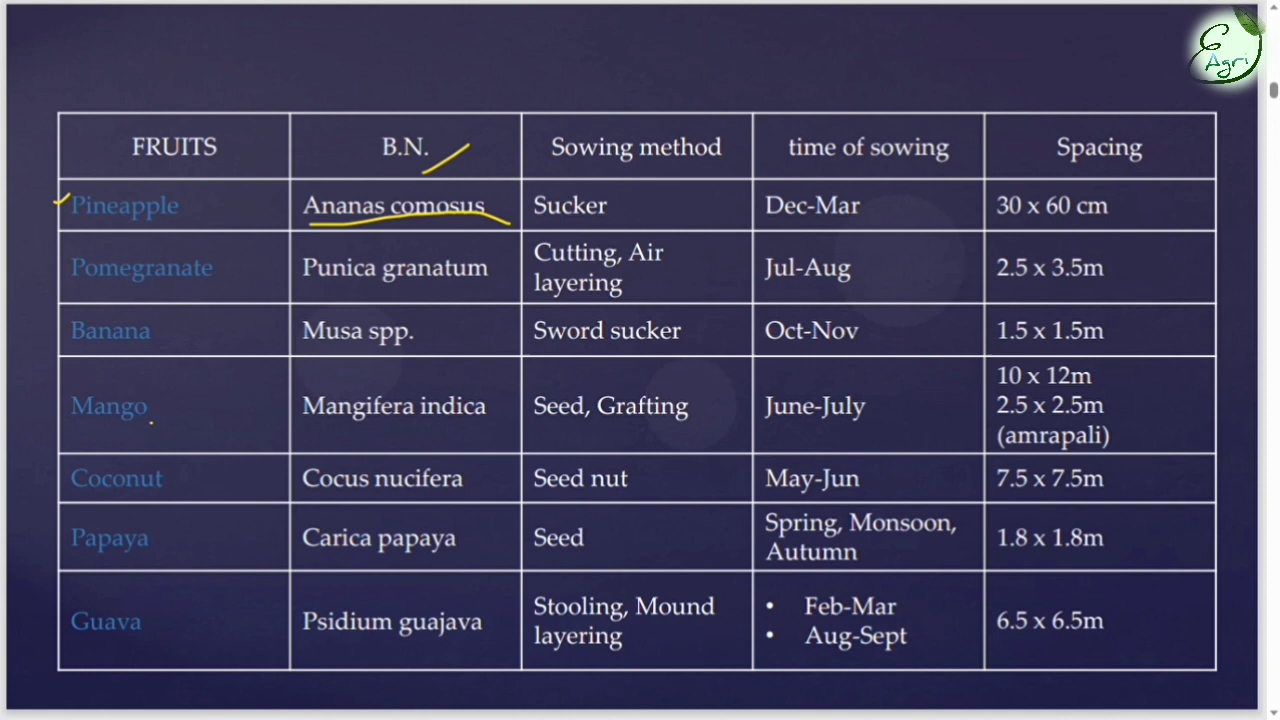 E Agri
FRUITS B.N. Sowing method time of sowing Spacing
Pineapple Ananas comosus Sucker Dec-Mar 30 x 60 cm
Pomegranate Punica granatum Cutting, Air layering Jul-Aug 2.5 x 3.5m
Banana Musa spp. Sword sucker Oct-Nov 1.5 x 1.5m
Mango Mangifera indica Seed, Grafting June-July 10 x 12m
2.5 x 2.5m
(amrapali)
Coconut Cocus nucifera Seed nut May-Jun 7.5 x 7.5m
Papaya Carica papaya Seed Spring, Monsoon, Autumn 1.8 x 1.8m
Guava Psidium guajava Stooling, Mound layering • Feb-Mar
• Aug-Sept 6.5 x 6.5m